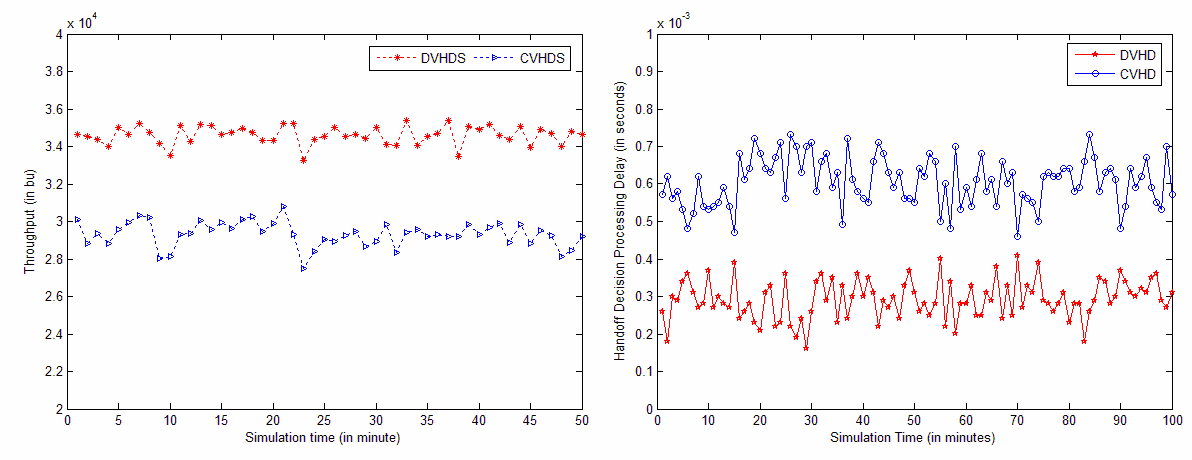 x 10^4
4
3.8
3.6
3.4
3.2
3
2.8
2.6
2.4
2.2
2
Throughput (in bu)
DVHDS CVHDS
0 5 10 15 20 25 30 35 40 45 50
Simulation time (in minute)
x 10^-3
1
0.9
0.8
0.7
0.6
0.5
0.4
0.3
0.2
0.1
0
Handoff Decision Processing Delay (in seconds)
DVHD
CVHD
0 10 20 30 40 50 60 70 80 90 100
Simulation Time (in minutes)